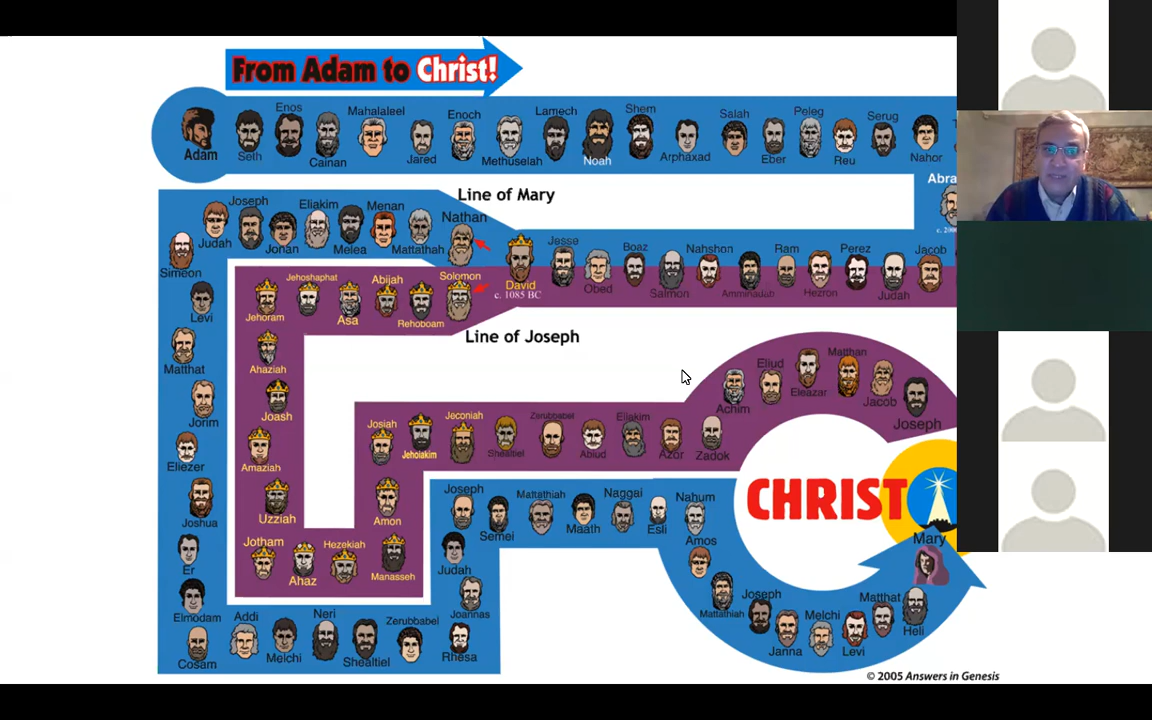 From Adam to Christ!
Adam
Seth
Enos
Cainan
Mahalaleel
Jared
Enoch
Methuselah
Lamech
Noah
Shem
Arphaxad
Salah
Eber
Peleg
Reu
Serug
Nahor
Abra
Line of Mary
Simeon
Judah
Joseph
Jonan
Eliakim
Melea
Menan
Mattathah
Nathan
David
c. 1085 BC
Jesse
Obed
Boaz
Salmon
Nahshon
Amminadab
Ram
Hezron
Perez
Judah
Jacob
Solomon
Rehoboam
Abijah
Asa
Jehoshaphat
Jehoram
Line of Joseph
Levi
Matthat
Jorim
Eliezer
Joshua
Er
Elmodam
Cosam
Addi
Melchi
Neri
Shealtiel
Zerubbabel
Rhesa
Joannas
Judah
Joseph
Semei
Mattathiah
Maath
Naggai
Esli
Nahum
Amos
Mattathiah
Joseph
Janna
Melchi
Levi
Matthat
Heli
Mary
Ahaziah
Joash
Amaziah
Uzziah
Jotham
Ahaz
Hezekiah
Manasseh
Amon
Josiah
Jehoiakim
Jeconiah
Shealtiel
Zerubbabel
Abiud
Eliakim
Azor
Zadok
Achim
Eliud
Eleazar
Matthan
Jacob
Joseph
CHRIST
© 2005 Answers in Genesis